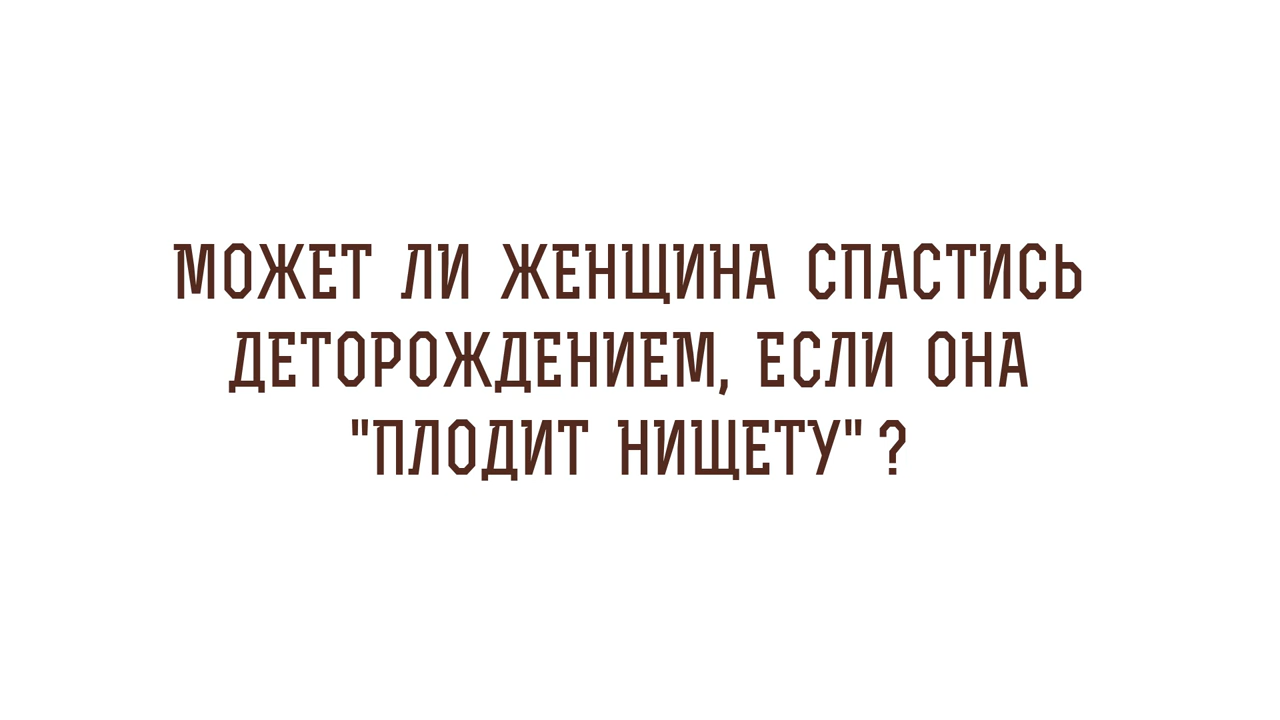 МОЖЕТ ЛИ ЖЕНЩИНА СПАСТИСЬ
ДЕТОРОЖДЕНИЕМ, ЕСЛИ ОНА
"ПЛОДИТ НИЩЕТУ" ?